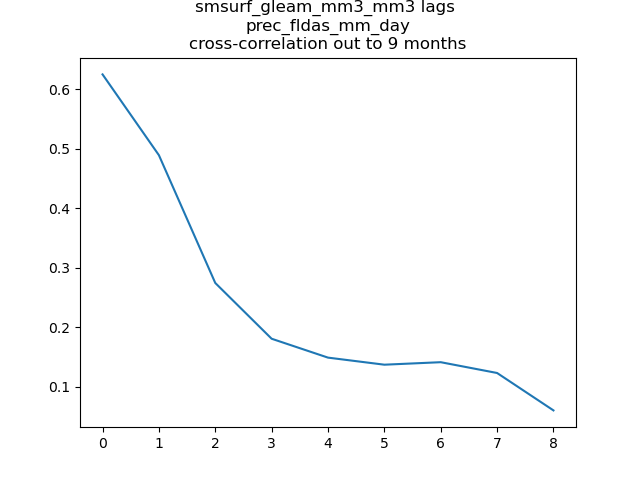 smsurf_gleam_mm3_mm3 lags
prec_fldas_mm_day
cross-correlation out to 9 months
0.6
0.5
0.4
0.3
0.2
0.1
0 1 2 3 4 5 6 7 8